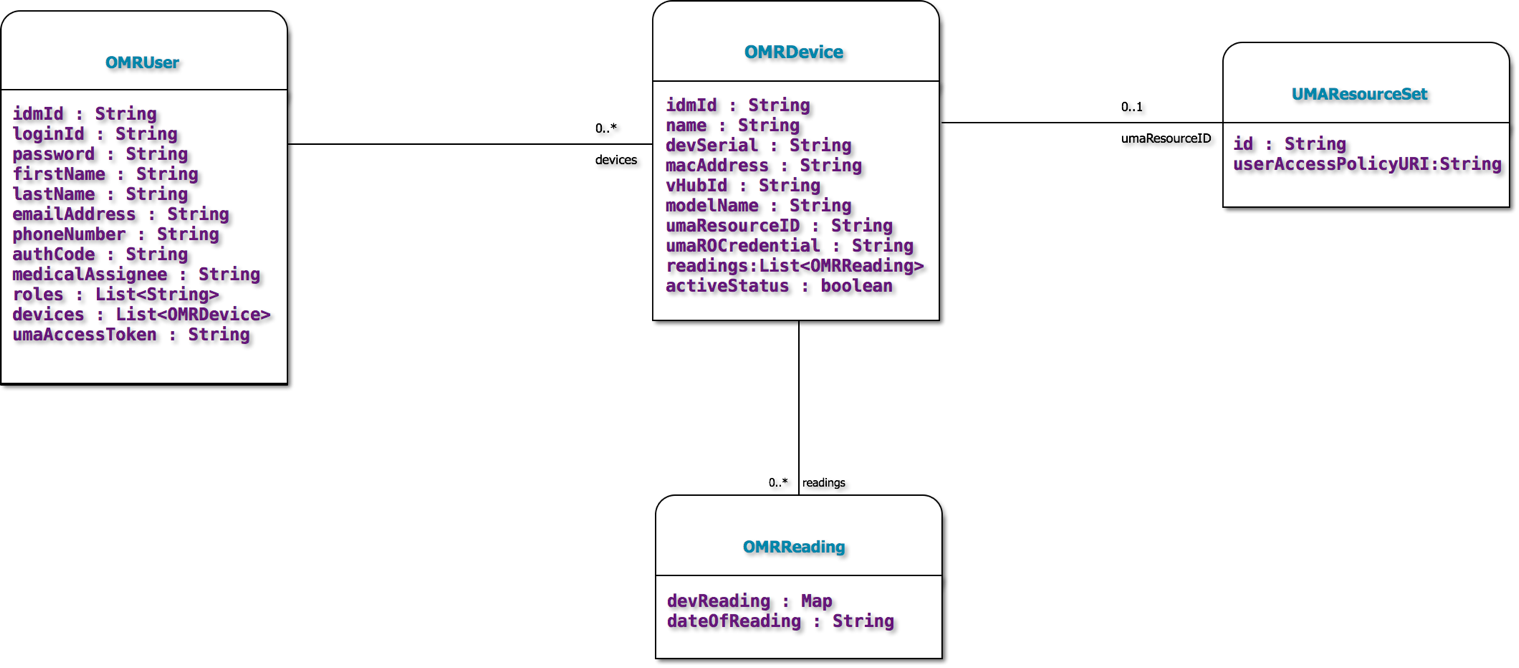 OMRUser
idmId : String
loginId : String
password : String
firstName : String
lastName : String
emailAddress : String
phoneNumber : String
authCode : String
medicalAssignee : String
roles : List<String>
devices : List<OMRDevice>
umaAccessToken : String
0..*
devices
OMRDevice
idmId : String
name : String
devSerial : String
macAddress : String
vHubId : String
modelName : String
umaResourceID : String
umaROCredential : String
readings:List<OMRReading>
activeStatus : boolean
0..1
umaResourceID
UMAResourceSet
id : String
userAccessPolicyURI:String
0..* readings
OMRReading
devReading : Map
dateOfReading : String